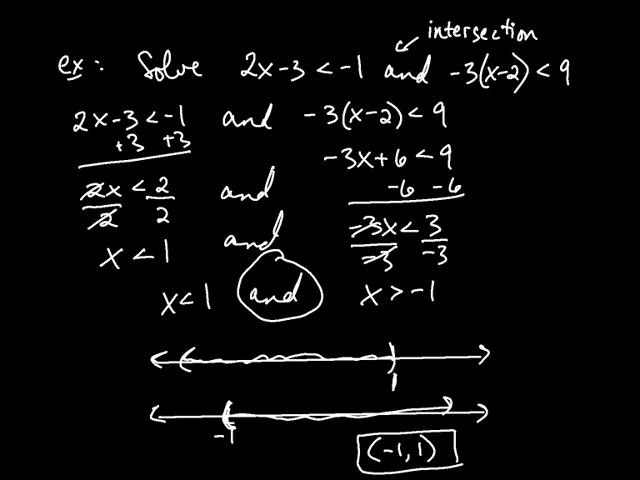 intersection
ex: Solve 2x-3 < -1 and -3(x-2) < 9
2x-3 < -1 and -3(x-2) < 9
+3 +3 -3x+6 < 9
-6 -6
2x < 2 and -3x < 3
2 2 -3 -3
x < 1 and
x < 1 and x > -1
1
-1
(-1, 1)